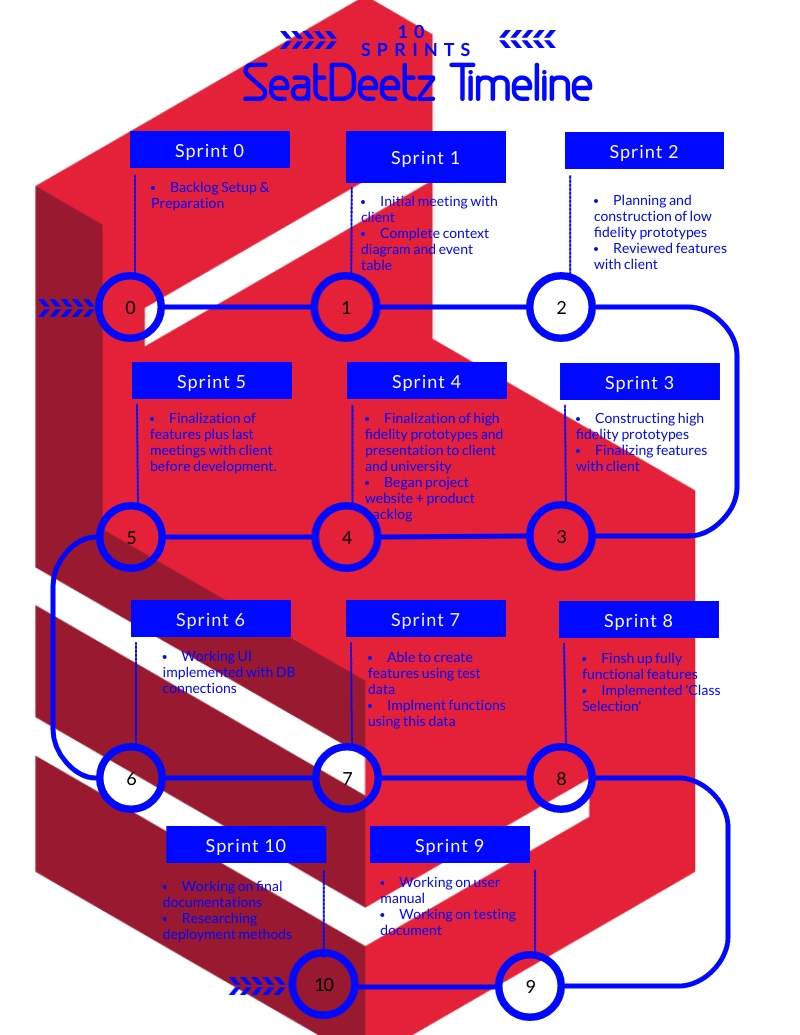 10
SPRINTS
SeatDeetz Timeline
Sprint 0
• Backlog Setup &
Preparation
Sprint 1
• Initial meeting with
client
• Complete context
diagram and event
table
Sprint 2
• Planning and
construction of low
fidelity prototypes
• Reviewed features
with client
0
1
2
Sprint 5
• Finalization of
features plus last
meetings with client
before development.
Sprint 4
• Finalization of high
fidelity prototypes and
presentation to client
and university
• Began project
website + product
backlog
Sprint 3
• Constructing high
fidelity prototypes
• Finalizing features
with client
5
4
3
Sprint 6
• Working UI
implemented with DB
connections
Sprint 7
• Able to create
features using test
data
• Implment functions
using this data
Sprint 8
• Finsh up fully
functional features
• Implemented 'Class
Selection'
6
7
8
Sprint 10
• Working on final
documentations
• Researching
deployment methods
Sprint 9
• Working on user
manual
• Working on testing
document
10
9